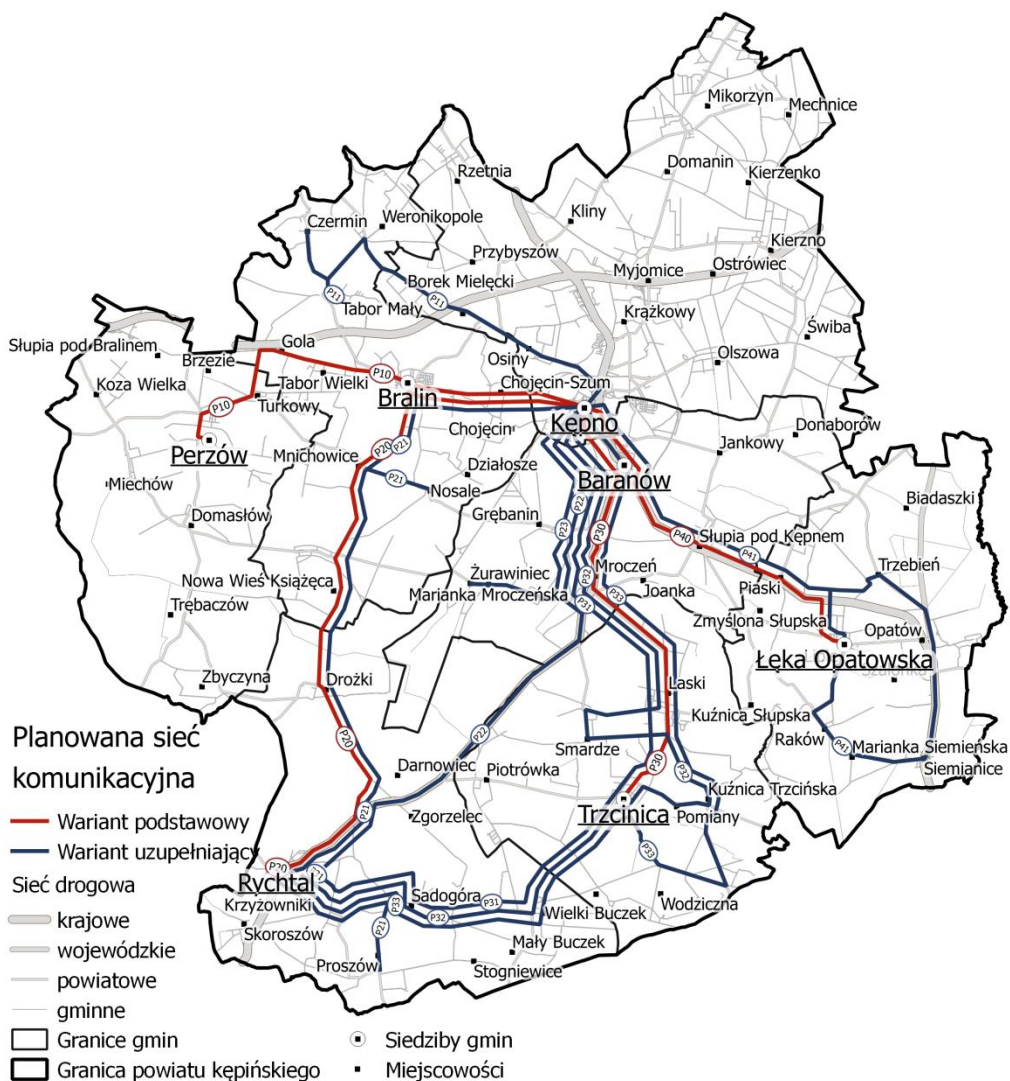 Mikorzyn
Mechnice
Domanin
Kierzenko
Rzetnia
Kliny
Czermin
Weronikopole
Przybyszów
Kierzno
Myjomice
Ostrówiec
Borek Mielęcki
P11
P11
Tabor Mały
Krążkowy
Świba
Słupia pod Bralinem
Gola
Brzezie
Osiny
Olszowa
Koza Wielka
Tabor Wielki
P10
Chojęcin-Szum
P10
Turkowy
Bralin
Kępno
Donaborów
Perzów
Mnichowice
P20
P21
Chojęcin
Jankowy
Miechów
Działosze
Baranów
P21
Nosale
P22
Biadaszki
Domasłów
Grębanin
P23
P30
P40
Słupia pod Kępnem
P41
Nowa Wieś Książęca
Żurawiniec
P32
Mroczeń
Trzebień
Marianka Mroczeńska
P31
P33
Joanka
Piaski
Trębaczów
Zmyślona Słupska
Opatów
Łęka Opatowska
Szalonka
Zbyczyna
Drożki
Laski
Kuźnica Słupska
P20
P22
Smardze
Raków
P41
Marianka Siemieńska
Siemianice
Planowana sieć
komunikacyjna
Darnowiec
Piotrówka
P30
P32
Kuźnica Trzcińska
Wariant podstawowy
P21
Zgorzelec
Trzcinica
Pomiany
Wariant uzupełniający
P20
P33
Sieć drogowa
Rychtal
Krzyżowniki
Sadogóra
P31
Wodziczna
krajowe
P33
P32
Wielki Buczek
Skoroszów
P21
wojewódzkie
Proszów
Mały Buczek
Stogniewice
powiatowe
gminne
Granice gmin
Siedziby gmin
Granica powiatu kępińskiego
Miejscowości